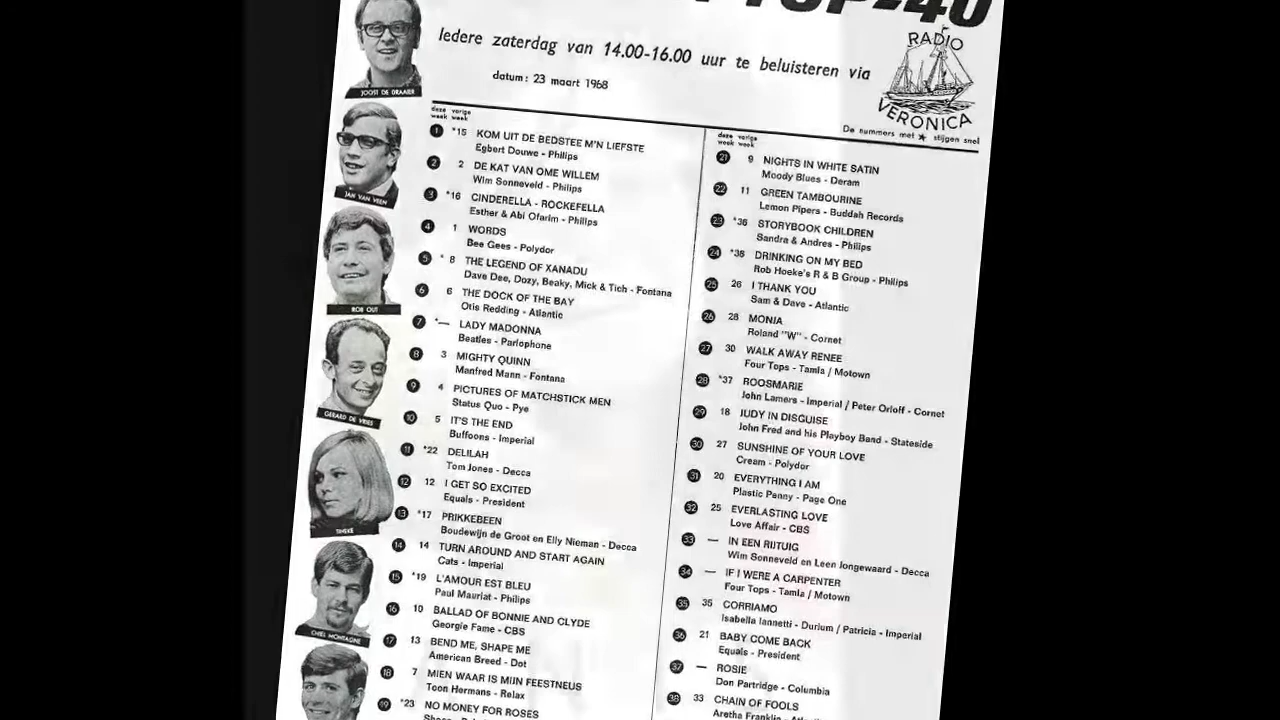 TOP-40
Iedere zaterdag van 14.00-16.00 uur te beluisteren via
RADIO
VERONICA
datum: 23 maart 1968
De nummers met ★ stijgen snel
JOOST DE DRAAIER
JAN VAN VEEN
ROB OUT
GERARD DE VRIES
TINEKE
CHIEL MONTAGNE
deze vorige
week week
1 *15 KOM UIT DE BEDSTEE M'N LIEFSTE
Egbert Douwe - Philips
2 2 DE KAT VAN OME WILLEM
Wim Sonneveld - Philips
3 *16 CINDERELLA - ROCKEFELLA
Esther & Abi Ofarim - Philips
4 1 WORDS
Bee Gees - Polydor
5 * 8 THE LEGEND OF XANADU
Dave Dee, Dozy, Beaky, Mick & Tich - Fontana
6 6 THE DOCK OF THE BAY
Otis Redding - Atlantic
7 *— LADY MADONNA
Beatles - Parlophone
8 3 MIGHTY QUINN
Manfred Mann - Fontana
9 4 PICTURES OF MATCHSTICK MEN
Status Quo - Pye
10 5 IT'S THE END
Buffoons - Imperial
11 *22 DELILAH
Tom Jones - Decca
12 12 I GET SO EXCITED
Equals - President
13 *17 PRIKKEBEEN
Boudewijn de Groot en Elly Nieman - Decca
14 14 TURN AROUND AND START AGAIN
Cats - Imperial
15 *19 L'AMOUR EST BLEU
Paul Mauriat - Philips
16 10 BALLAD OF BONNIE AND CLYDE
Georgie Fame - CBS
17 13 BEND ME, SHAPE ME
American Breed - Dot
18 7 MIEN WAAR IS MIJN FEESTNEUS
Toon Hermans - Relax
19 *23 NO MONEY FOR ROSES
deze vorige
week week
21 9 NIGHTS IN WHITE SATIN
Moody Blues - Deram
22 11 GREEN TAMBOURINE
Lemon Pipers - Buddah Records
23 *36 STORYBOOK CHILDREN
Sandra & Andres - Philips
24 *38 DRINKING ON MY BED
Rob Hoeke's R & B Group - Philips
25 26 I THANK YOU
Sam & Dave - Atlantic
26 28 MONJA
Roland "W" - Cornet
27 30 WALK AWAY RENEE
Four Tops - Tamla / Motown
28 *37 ROOSMARIE
John Lamers - Imperial / Peter Orloff - Cornet
29 18 JUDY IN DISGUISE
John Fred and his Playboy Band - Stateside
30 27 SUNSHINE OF YOUR LOVE
Cream - Polydor
31 20 EVERYTHING I AM
Plastic Penny - Page One
32 25 EVERLASTING LOVE
Love Affair - CBS
33 — IN EEN RIJTUIG
Wim Sonneveld en Leen Jongewaard - Decca
34 — IF I WERE A CARPENTER
Four Tops - Tamla / Motown
35 35 CORRIAMO
Isabella Iannetti - Durium / Patricia - Imperial
36 21 BABY COME BACK
Equals - President
37 — ROSIE
Don Partridge - Columbia
38 33 CHAIN OF FOOLS
Aretha Franklin